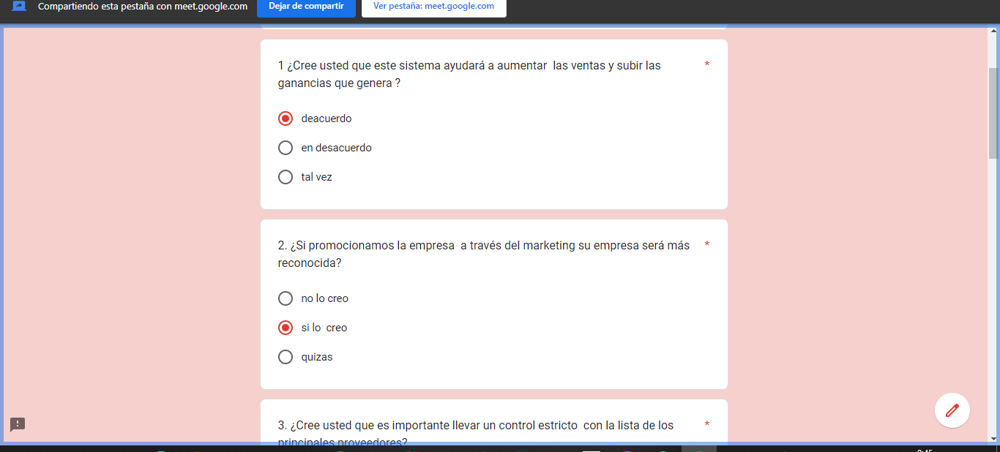 Compartiendo esta pestaña con meet.google.com Dejar de compartir Ver pestaña: meet.google.com
1 ¿Cree usted que este sistema ayudará a aumentar  las ventas y subir las *
ganancias que genera ?
deacuerdo
en desacuerdo
tal vez
2. ¿Si promocionamos la empresa  a través del marketing su empresa será más *
reconocida?
no lo creo
si lo  creo
quizas
3. ¿Cree usted que es importante llevar un control estricto  con la lista de los *
principales proveedores?